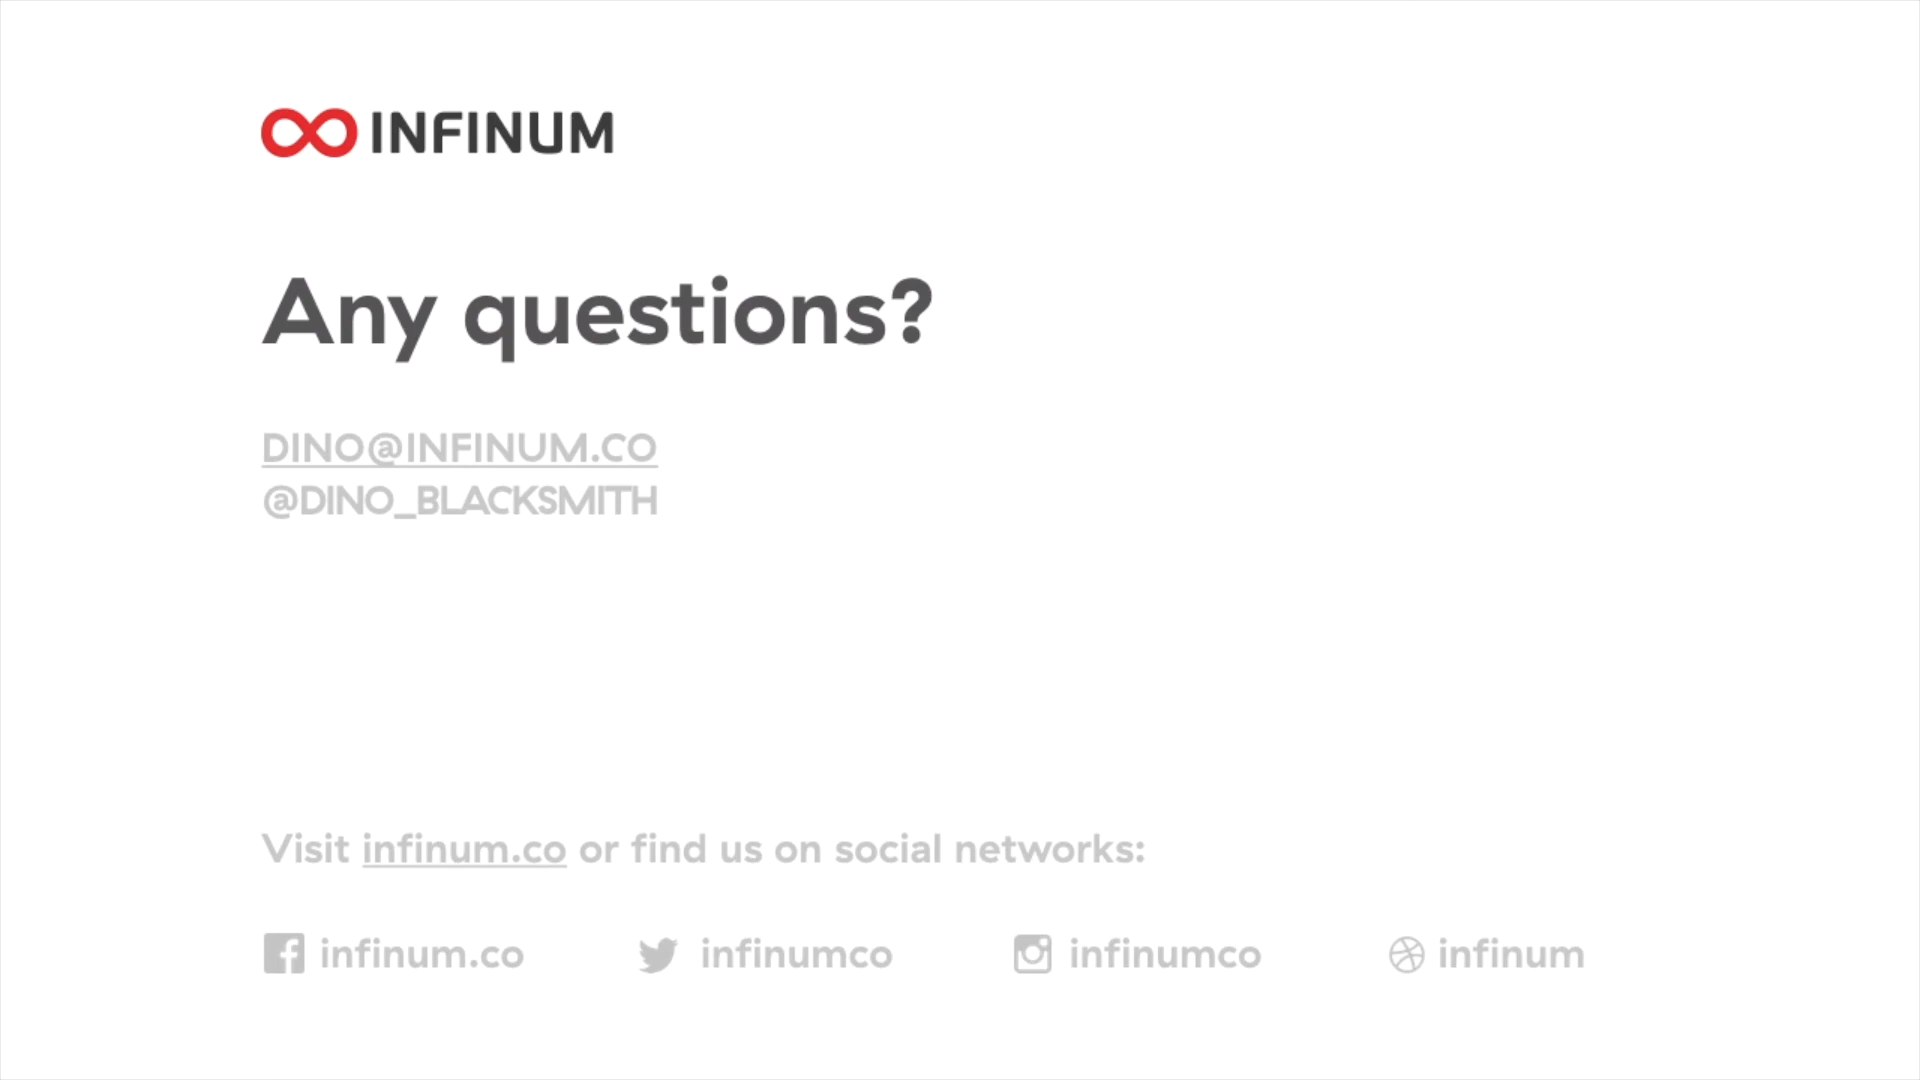 INFINUM
Any questions?
DINO@INFINUM.CO
@DINO_BLACKSMITH
Visit infinum.co or find us on social networks:
infinum.co infinumco infinumco infinum